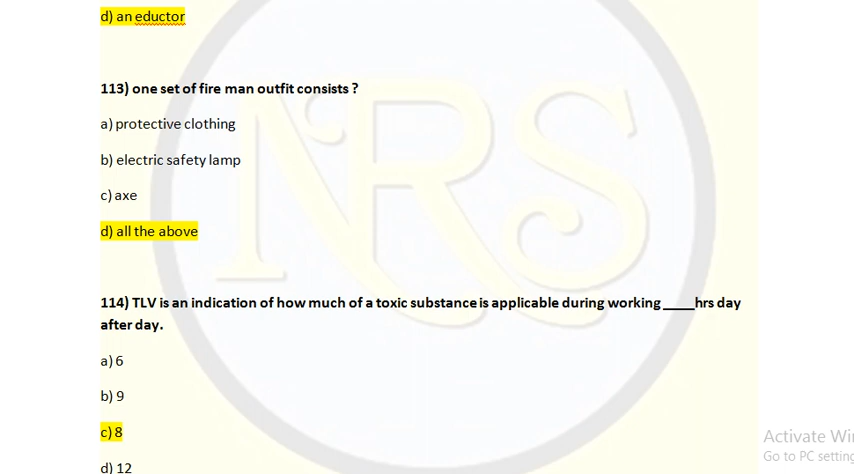 d) an eductor
113) one set of fire man outfit consists ?
a) protective clothing
b) electric safety lamp
c) axe
d) all the above
114) TLV is an indication of how much of a toxic substance is applicable during working ____hrs day
after day.
a) 6
b) 9
c) 8
d) 12
NRS
Activate Wi
Go to PC setting